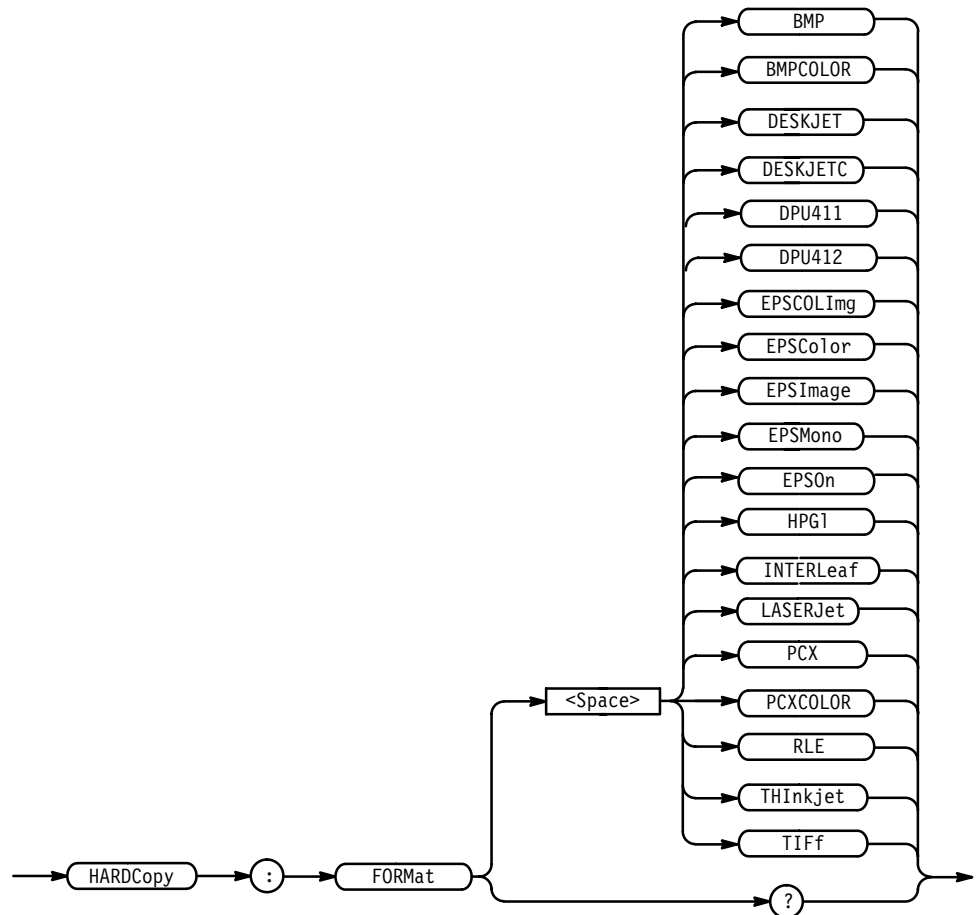 BMP
BMPCOLOR
DESKJET
DESKJETC
DPU411
DPU412
EPSCOLImg
EPSColor
EPSImage
EPSMono
EPSOn
HPGl
INTERLeaf
LASERJet
PCX
<Space>
PCXCOLOR
RLE
THInkjet
TIFf
HARDCopy : FORMat
?